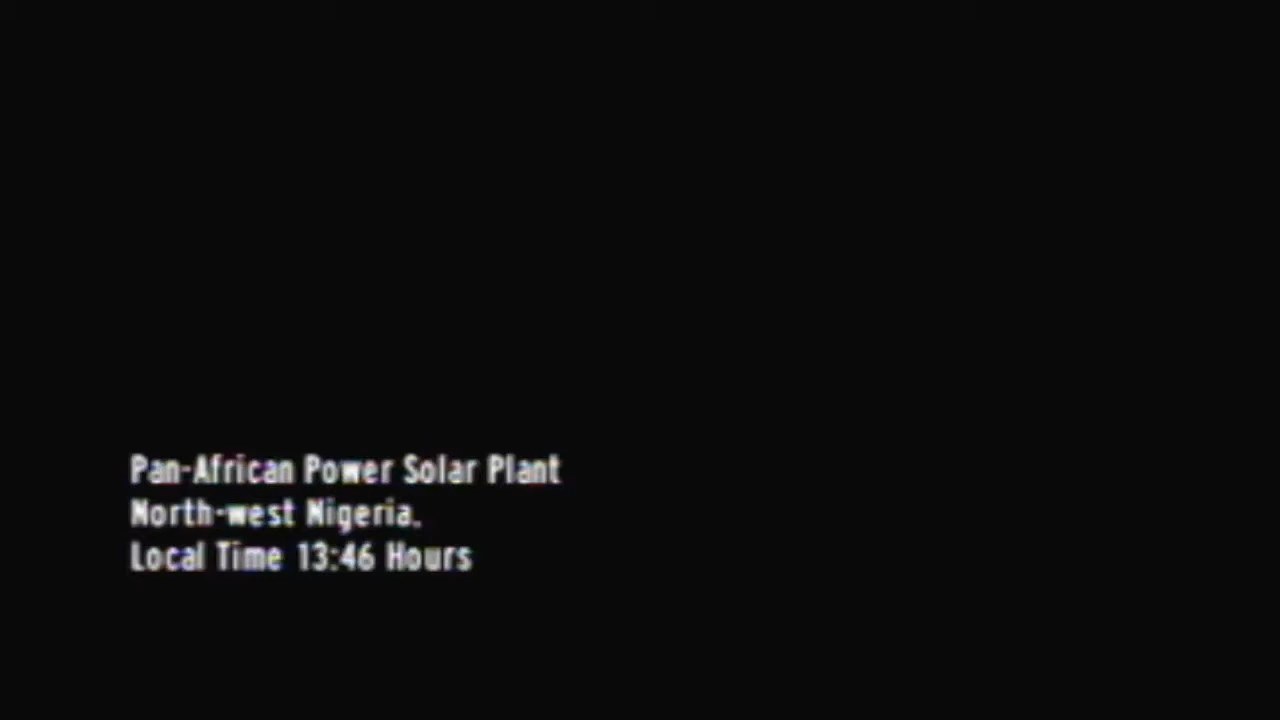 Pan-African Power Solar Plant
North-west Nigeria.
Local Time 13:46 Hours